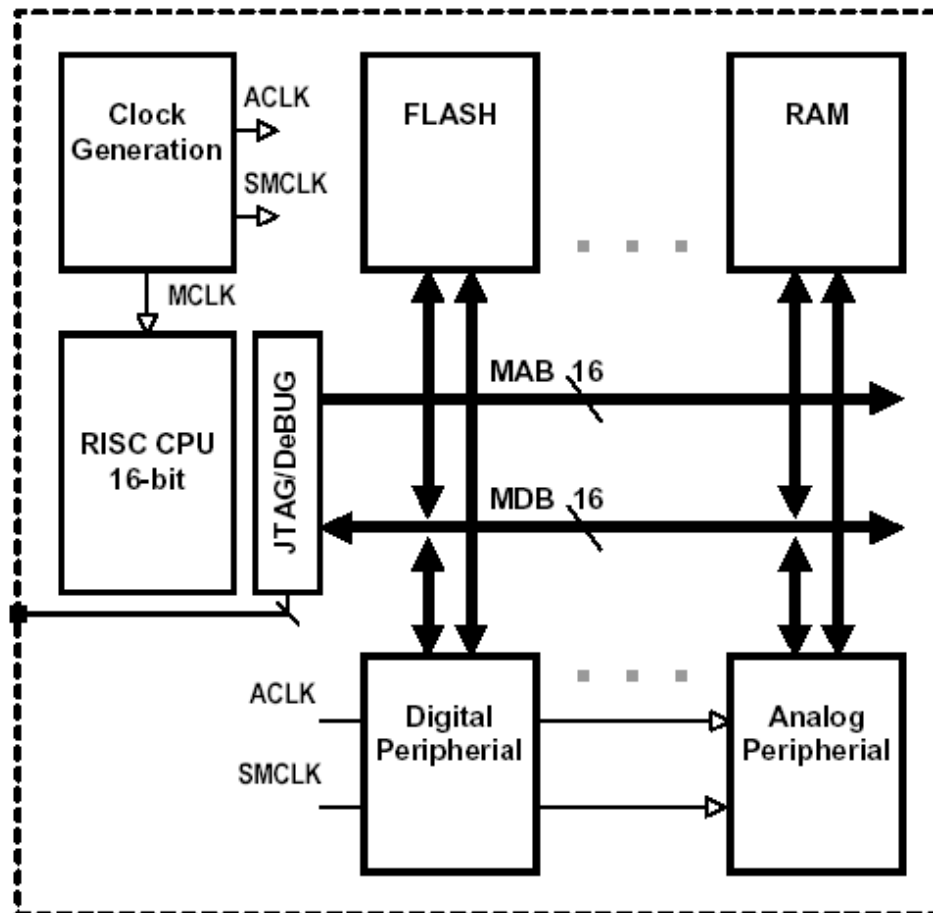 Clock
Generation
ACLK
SMCLK
FLASH
RAM
MCLK
RISC CPU
16-bit
JTAG/DeBUG
MAB 16
MDB 16
ACLK
SMCLK
Digital
Peripherial
Analog
Peripherial